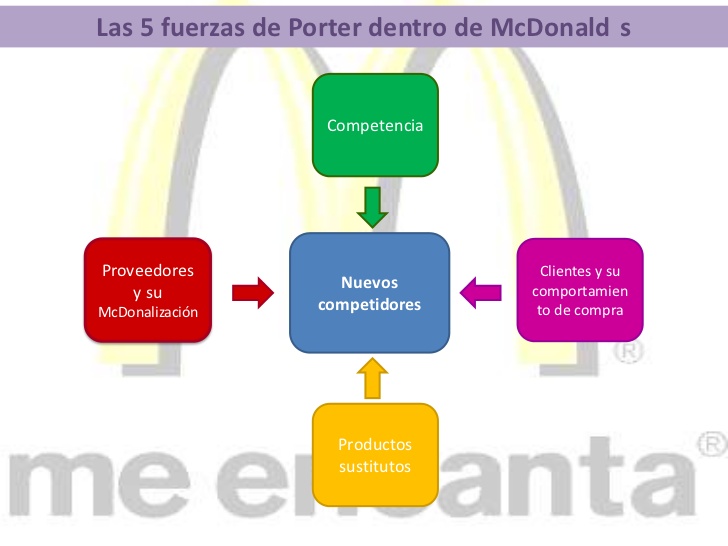 Las 5 fuerzas de Porter dentro de McDonald s
Competencia
Proveedores
y su
McDonalización
Nuevos
competidores
Clientes y su
comportamien
to de compra
®
Productos
sustitutos
me encanta®